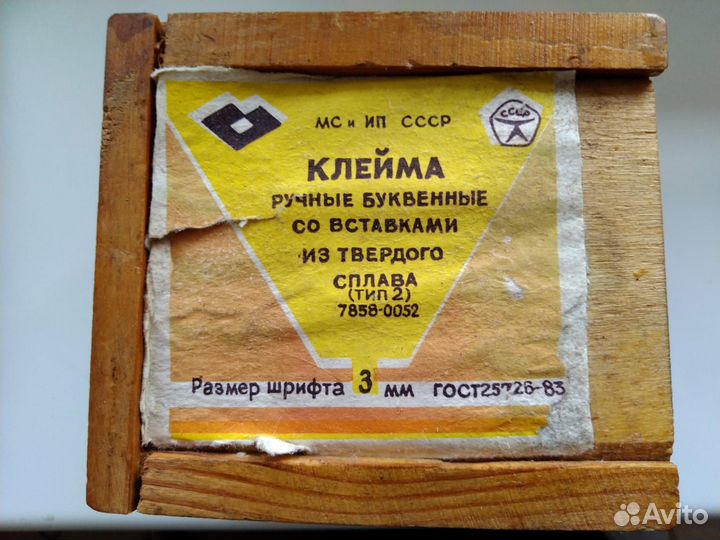 МС и ИП СССР
СССР
КЛЕЙМА
РУЧНЫЕ БУКВЕННЫЕ
СО ВСТАВКАМИ
ИЗ ТВЕРДОГО
СПЛАВА
(ТИП 2)
7858-0052
Размер шрифта 3 мм ГОСТ25726-83
Avito